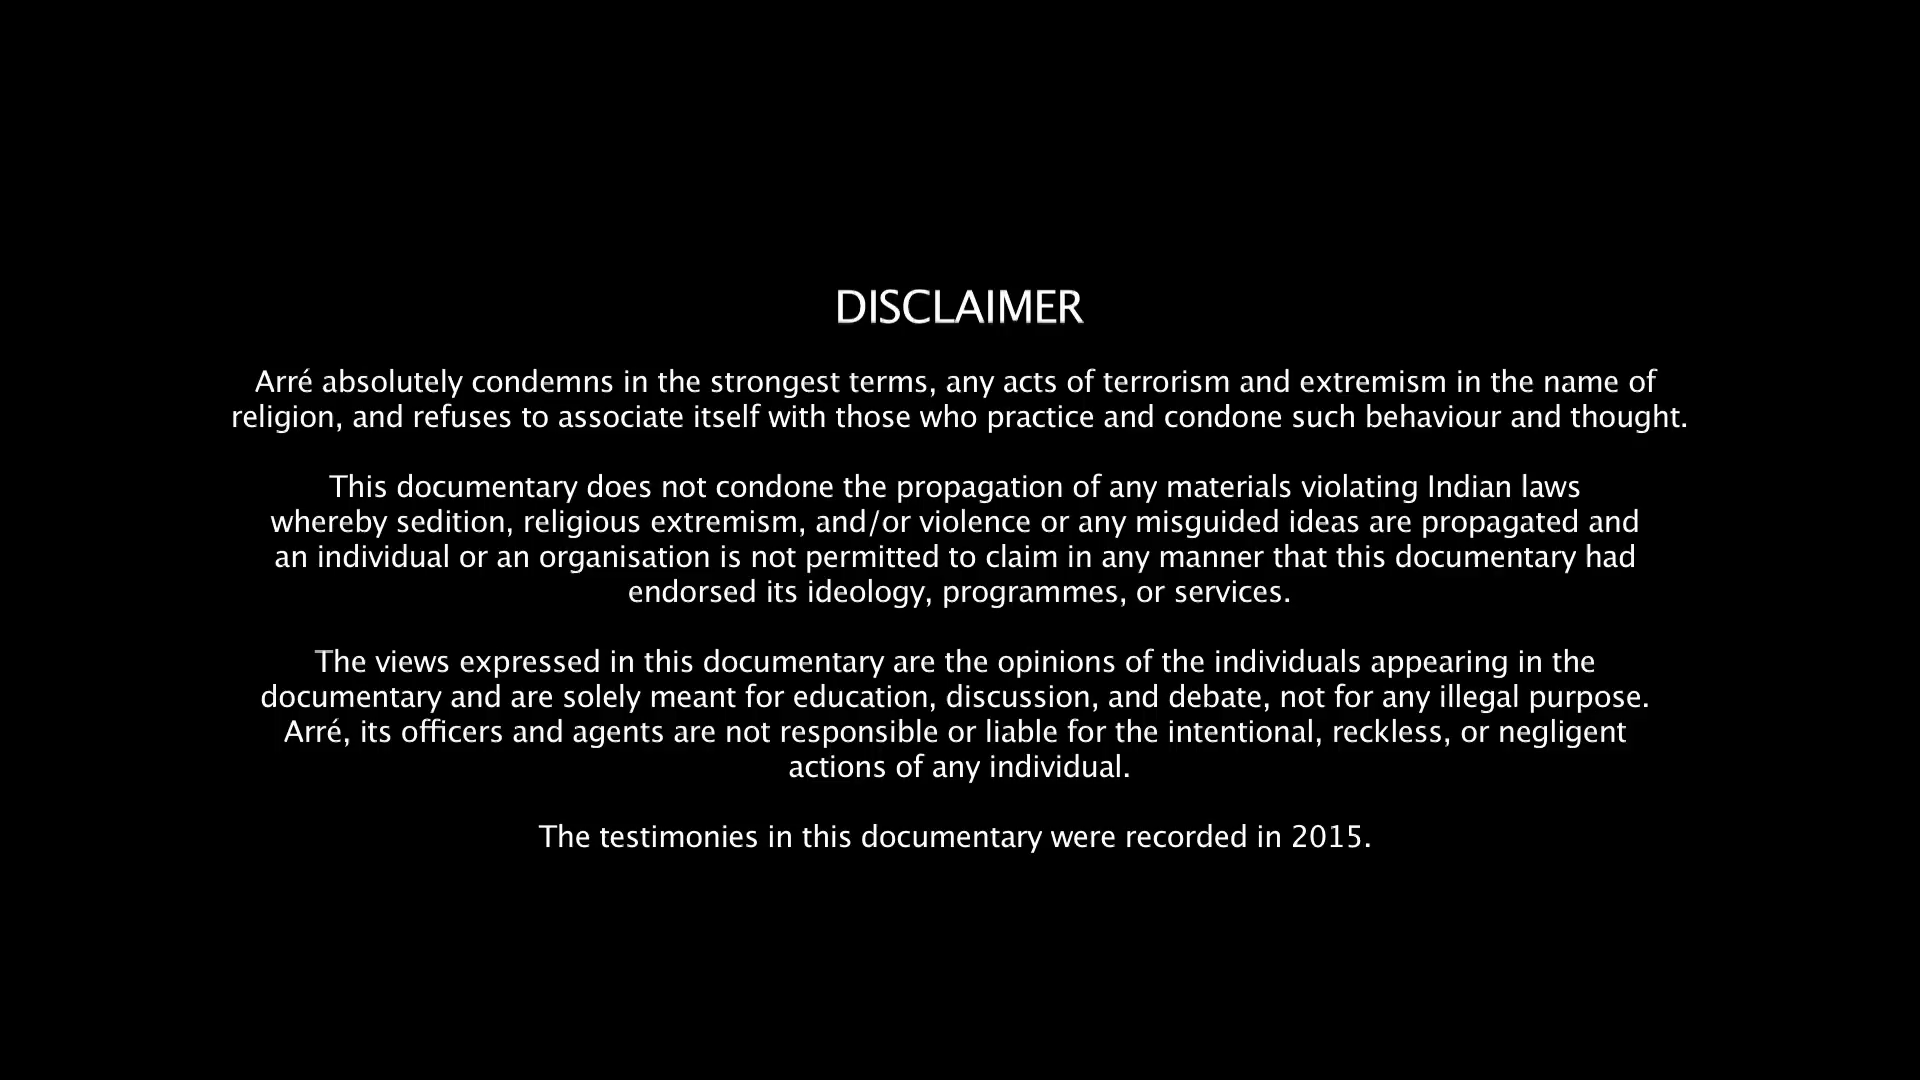 DISCLAIMER
Arré absolutely condemns in the strongest terms, any acts of terrorism and extremism in the name of
religion, and refuses to associate itself with those who practice and condone such behaviour and thought.
This documentary does not condone the propagation of any materials violating Indian laws
whereby sedition, religious extremism, and/or violence or any misguided ideas are propagated and
an individual or an organisation is not permitted to claim in any manner that this documentary had
endorsed its ideology, programmes, or services.
The views expressed in this documentary are the opinions of the individuals appearing in the
documentary and are solely meant for education, discussion, and debate, not for any illegal purpose.
Arré, its officers and agents are not responsible or liable for the intentional, reckless, or negligent
actions of any individual.
The testimonies in this documentary were recorded in 2015.